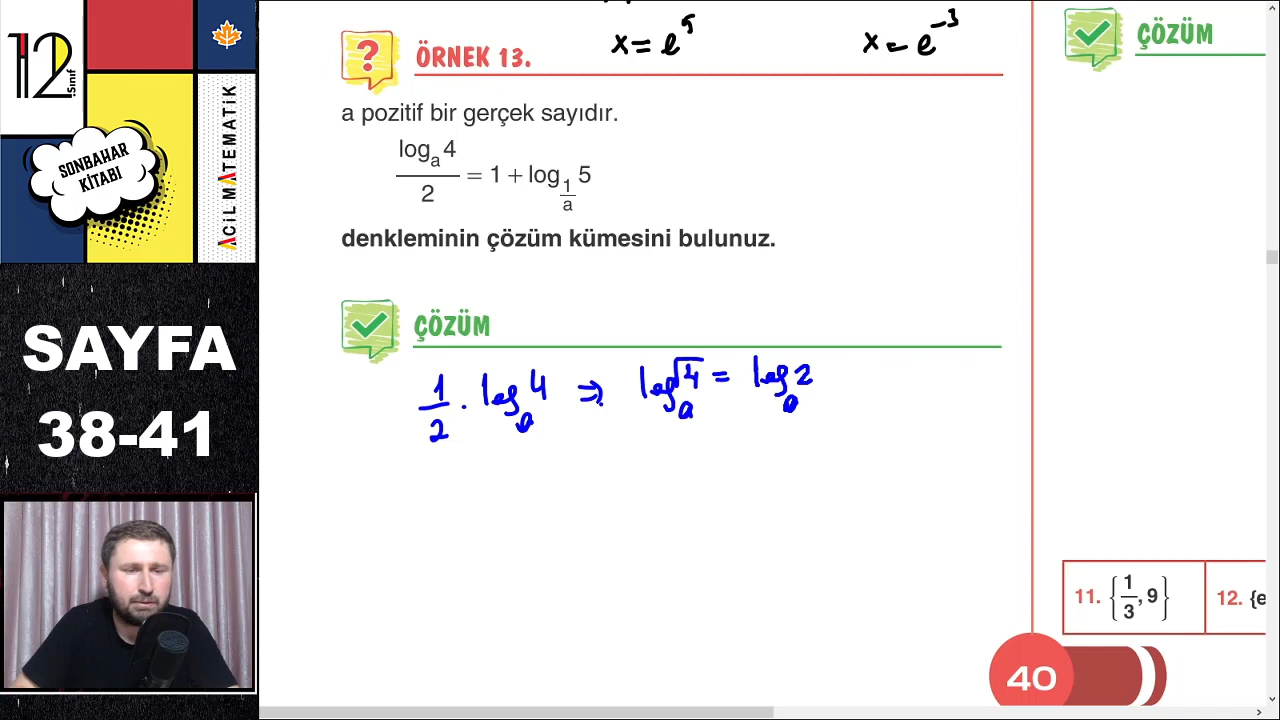 12
.Sınıf
SONBAHAR
KİTABI
ACİLMATEMATİK
SAYFA
38-41
x = e^5
x = e^-3
ÖRNEK 13.
a pozitif bir gerçek sayıdır.
log_a 4 / 2 = 1 + log_(1/a) 5
denkleminin çözüm kümesini bulunuz.
ÇÖZÜM
1/2 . log_a 4 ⇒ log_a √4 = log_a 2
ÇÖZÜM
11. {1/3, 9}
12. {e
40